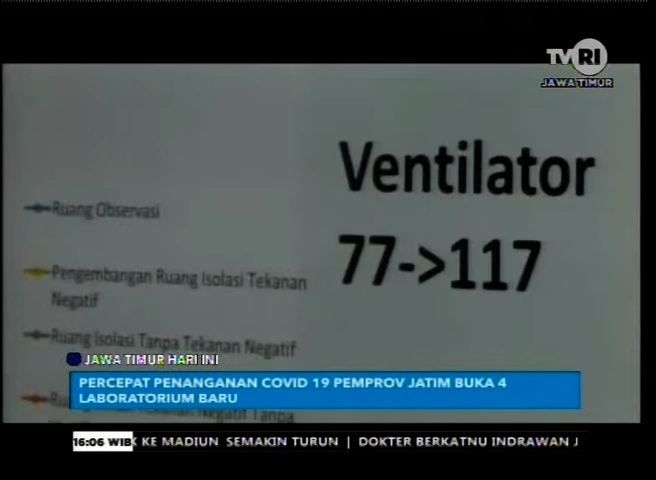 TVRI
JAWA TIMUR
Ventilator
77->117
Ruang Observasi
Pengembangan Ruang Isolasi Tekanan
Negatif
Ruang Isolasi Tanpa Tekanan Negatif
JAWA TIMUR HARI INI
PERCEPAT PENANGANAN COVID 19 PEMPROV JATIM BUKA 4
LABORATORIUM BARU
16:06 WIB KE MADIUN SEMAKIN TURUN | DOKTER BERKATNU INDRAWAN